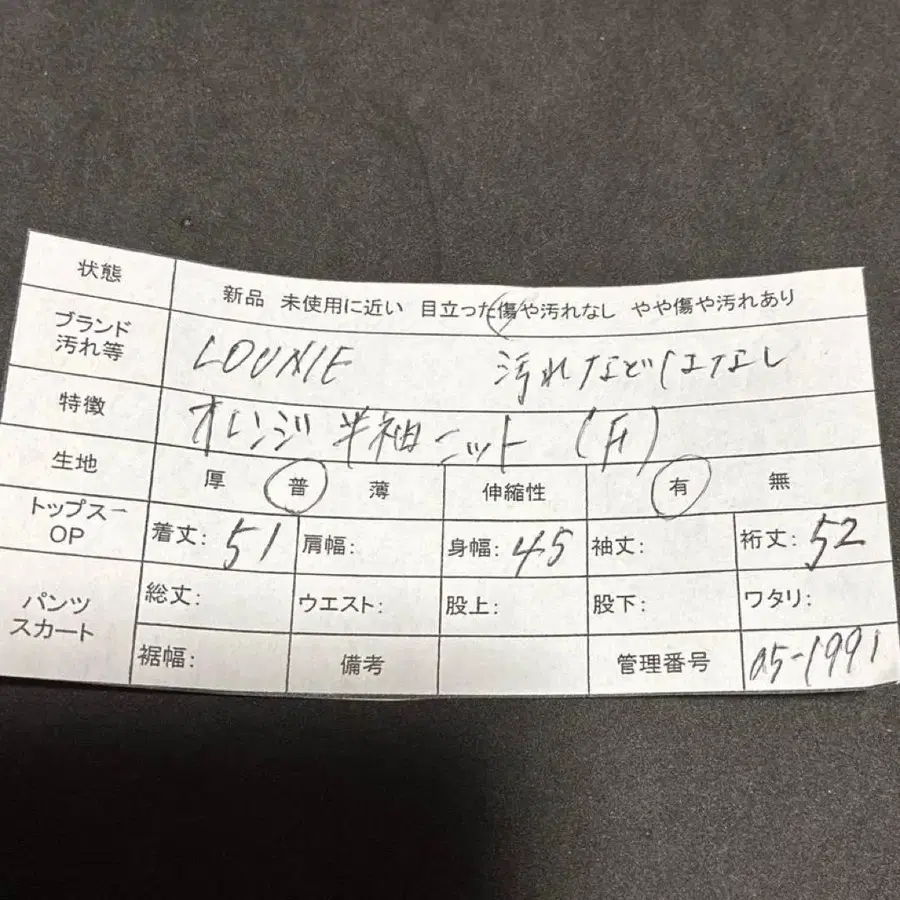 状態 新品 未使用に近い 目立った傷や汚れなし やや傷や汚れあり
ブランド 汚れ等 LOUNIE 汚れなどはなし
特徴 オレンジ 半袖ニット (F)
生地 厚 普 薄 伸縮性 有 無
トップス OP 着丈: 51 肩幅: 身幅: 45 袖丈: 裄丈: 52
パンツ スカート 総丈: ウエスト: 股上: 股下: ワタリ:
裾幅: 備考 管理番号 05-1991